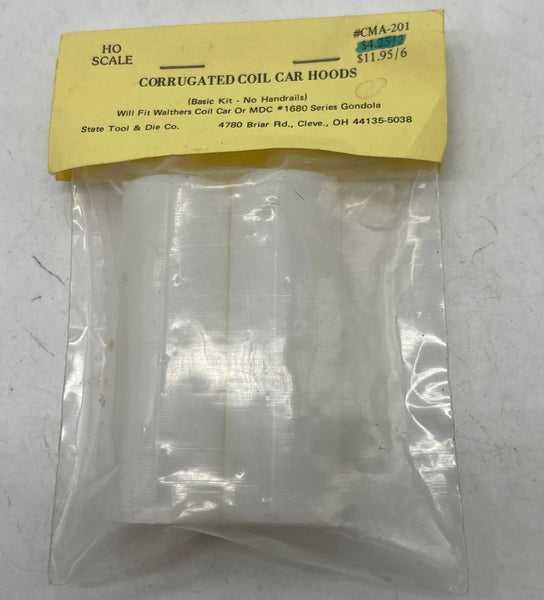 HO
SCALE
#CMA-201
$4.25/2
$11.95/6
CORRUGATED COIL CAR HOODS
(Basic Kit - No Handrails)
Will Fit Walthers Coil Car Or MDC #1680 Series Gondola
State Tool & Die Co. 4780 Briar Rd., Cleve., OH 44135-5038